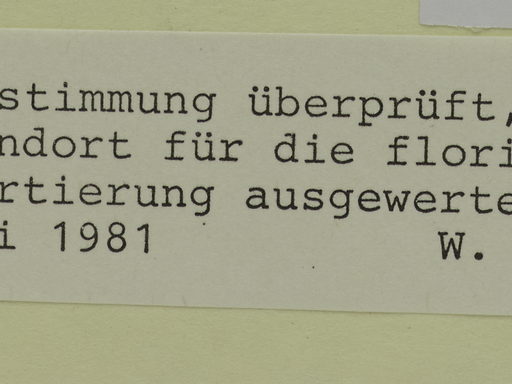 stimmung überprüft,
ndort für die flori
rtierung ausgewerte
i 1981 W.